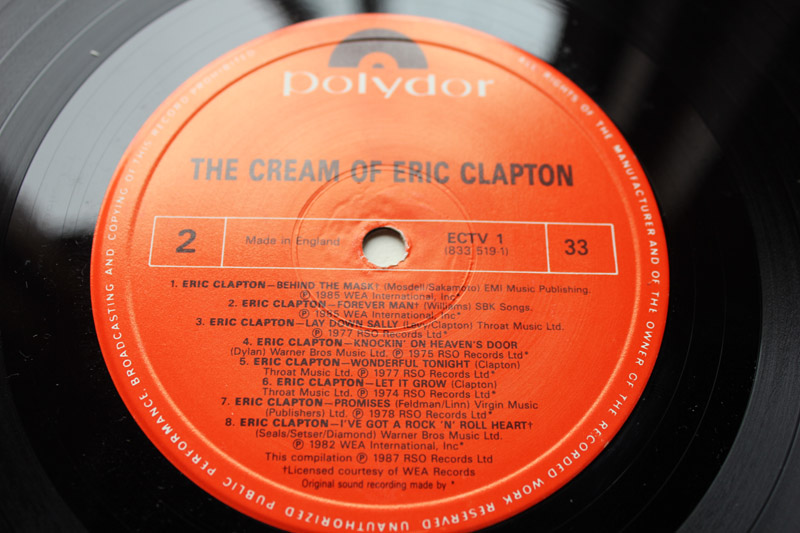 polydor
THE CREAM OF ERIC CLAPTON
2
Made in England
ECTV 1
(833 519-1)
33
1. ERIC CLAPTON—BEHIND THE MASK† (Mosdell/Sakamoto) EMI Music Publishing.
℗ 1985 WEA International, Inc*
2. ERIC CLAPTON—FOREVER MAN† (Williams) SBK Songs.
℗ 1985 WEA International, Inc*
3. ERIC CLAPTON—LAY DOWN SALLY (Levy/Clapton) Throat Music Ltd.
℗ 1977 RSO Records Ltd*
4. ERIC CLAPTON—KNOCKIN' ON HEAVEN'S DOOR
(Dylan) Warner Bros Music Ltd. ℗ 1975 RSO Records Ltd*
5. ERIC CLAPTON—WONDERFUL TONIGHT (Clapton)
Throat Music Ltd. ℗ 1977 RSO Records Ltd*
6. ERIC CLAPTON—LET IT GROW (Clapton)
Throat Music Ltd. ℗ 1974 RSO Records Ltd*
7. ERIC CLAPTON—PROMISES (Feldman/Linn) Virgin Music
(Publishers) Ltd. ℗ 1978 RSO Records Ltd*
8. ERIC CLAPTON—I'VE GOT A ROCK 'N' ROLL HEART†
(Seals/Setser/Diamond) Warner Bros Music Ltd.
℗ 1982 WEA International, Inc*
This compilation ℗ 1987 RSO Records Ltd
†Licensed courtesy of WEA Records
Original sound recording made by *
ALL RIGHTS OF THE MANUFACTURER AND OF THE OWNER OF THE RECORDED WORK RESERVED UNAUTHORIZED PUBLIC PERFORMANCE. BROADCASTING AND COPYING OF THIS RECORD PROHIBITED